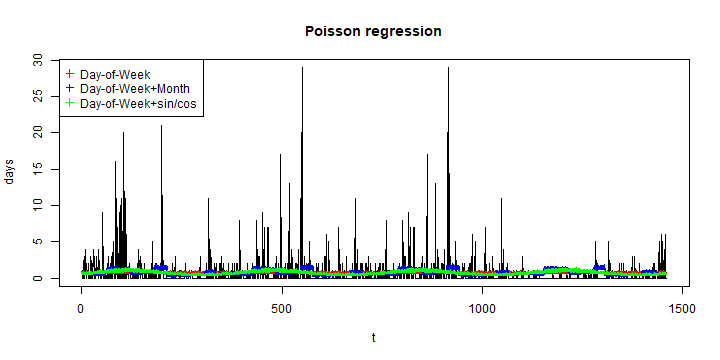 Poisson regression
30
25
20
15
10
5
0
days
Day-of-Week
Day-of-Week+Month
Day-of-Week+sin/cos
0 500 1000 1500
t